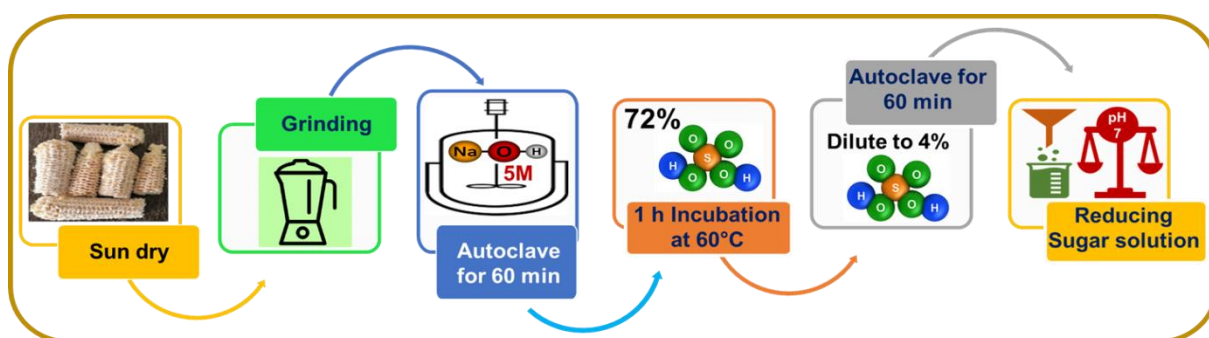 Sun dry
Grinding
Na O H
5M
Autoclave
for 60 min
72%
O O
S
H O O H
1 h Incubation
at 60°C
Autoclave for
60 min
Dilute to 4%
O O
S
H O O H
pH
7
Reducing
Sugar solution